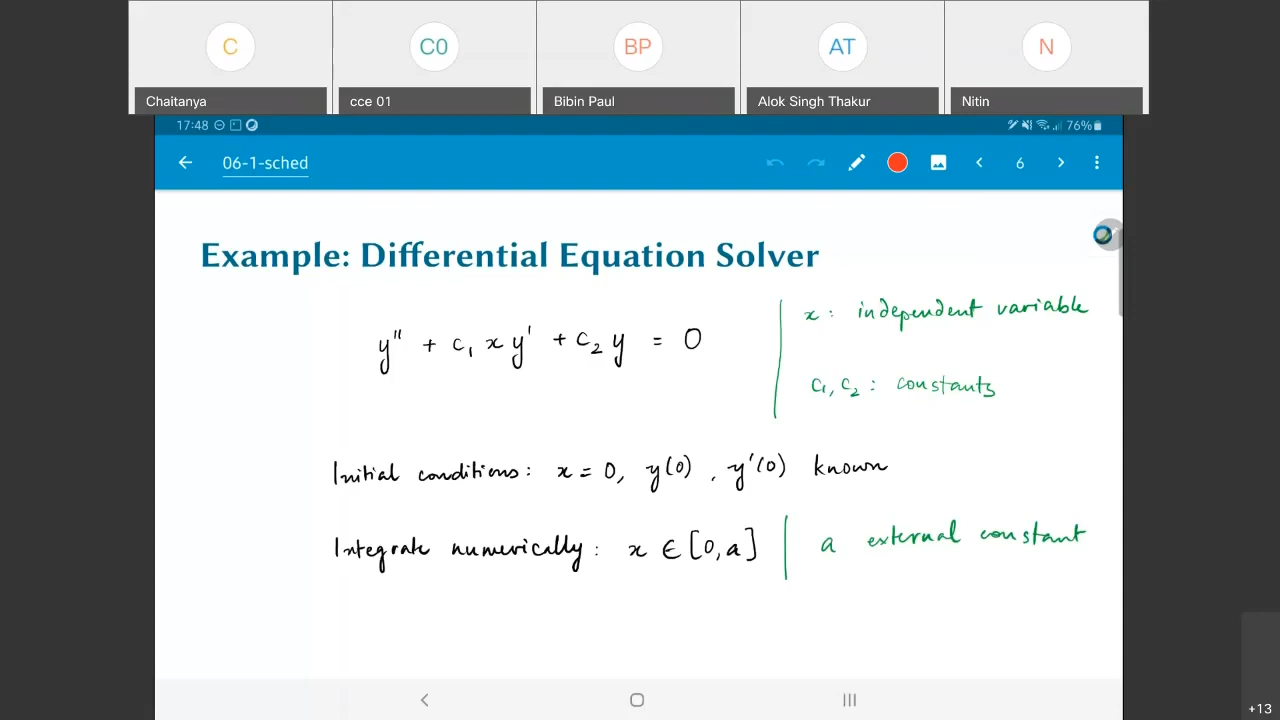 C
C0
BP
AT
N
Chaitanya
cce 01
Bibin Paul
Alok Singh Thakur
Nitin
17:48
76%
06-1-sched
6
Example: Differential Equation Solver
y'' + c₁ x y' + c₂ y = 0
x: independent variable
c₁, c₂ : constants
Initial conditions: x = 0, y(0), y'(0) known
Integrate numerically: x ∈ [0, a]
a external constant
+13